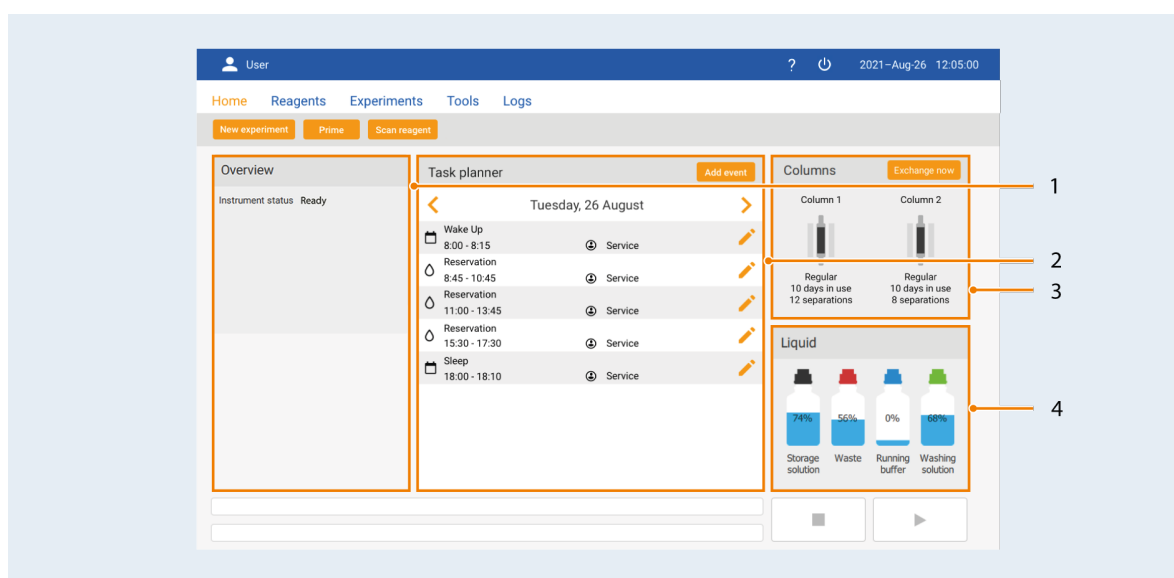 User
? 2021–Aug-26 12:05:00
Home Reagents Experiments Tools Logs
New experiment Prime Scan reagent
Overview
Instrument status Ready
Task planner Add event
Tuesday, 26 August
Wake Up
8:00 - 8:15 Service
Reservation
8:45 - 10:45 Service
Reservation
11:00 - 13:45 Service
Reservation
15:30 - 17:30 Service
Sleep
18:00 - 18:10 Service
Columns Exchange now
Column 1 Column 2
Regular Regular
10 days in use 10 days in use
12 separations 8 separations
Liquid
74% 56% 0% 68%
Storage Waste Running Washing
solution buffer solution
1
2
3
4